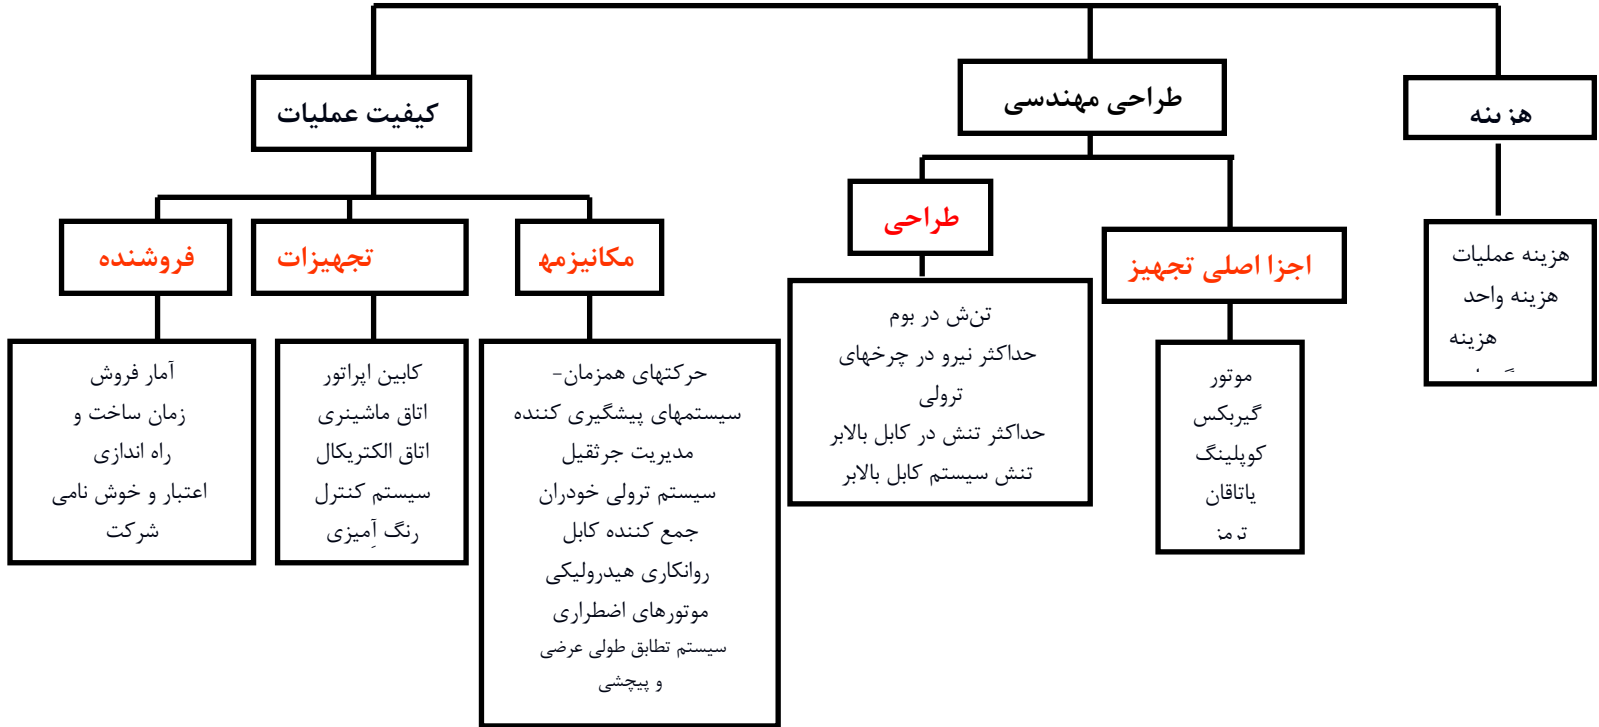 هزینه
طراحی مهندسی
کیفیت عملیات
هزینه عملیات
هزینه واحد
هزینه
اجزا اصلی تجهیز
موتور
گیربکس
کوپلینگ
یاتاقان
ترمز
طراحی
تن‌ش در بوم
حداکثر نیرو در چرخهای
ترولی
حداکثر تنش در کابل بالابر
تنش سیستم کابل بالابر
مکانیزمه
حرکتهای همزمان-
سیستمهای پیشگیری کننده
مدیریت جرثقیل
سیستم ترولی خودران
جمع کننده کابل
روانکاری هیدرولیکی
موتورهای اضطراری
سیستم تطابق طولی عرضی
و پیچشی
تجهیزات
کابین اپراتور
اتاق ماشینری
اتاق الکتریکال
سیستم کنترل
رنگ آمیزی
فروشنده
آمار فروش
زمان ساخت و
راه اندازی
اعتبار و خوش نامی
شرکت